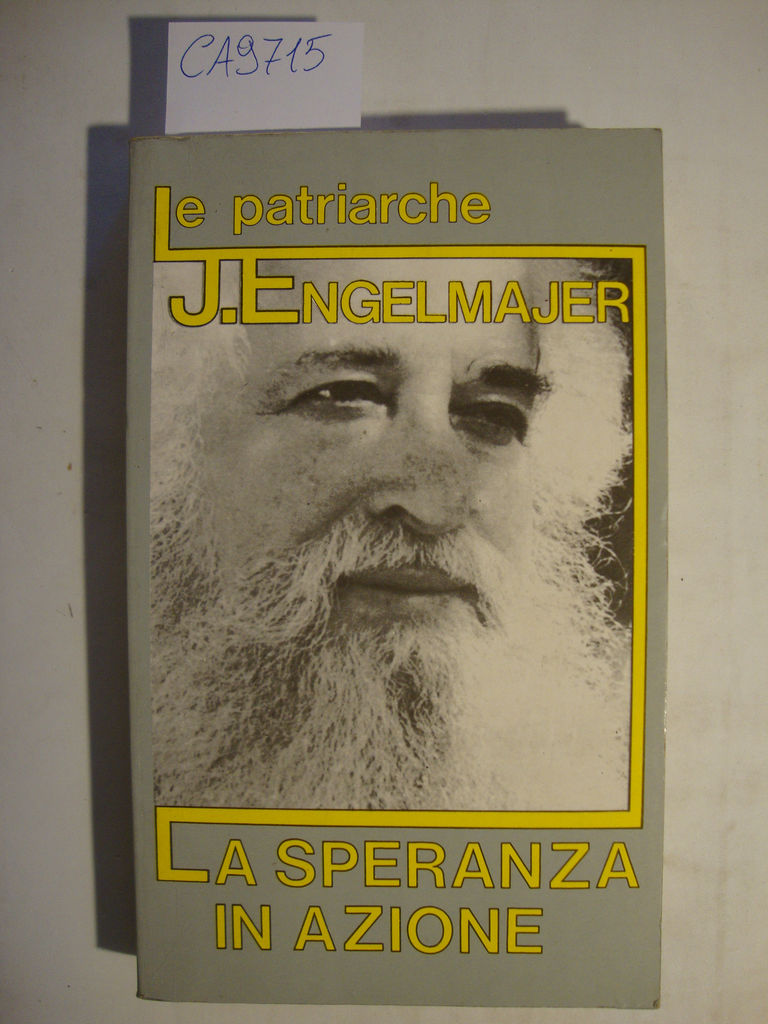 CA9715
Le patriarche
J. ENGELMAJER
LA SPERANZA
IN AZIONE